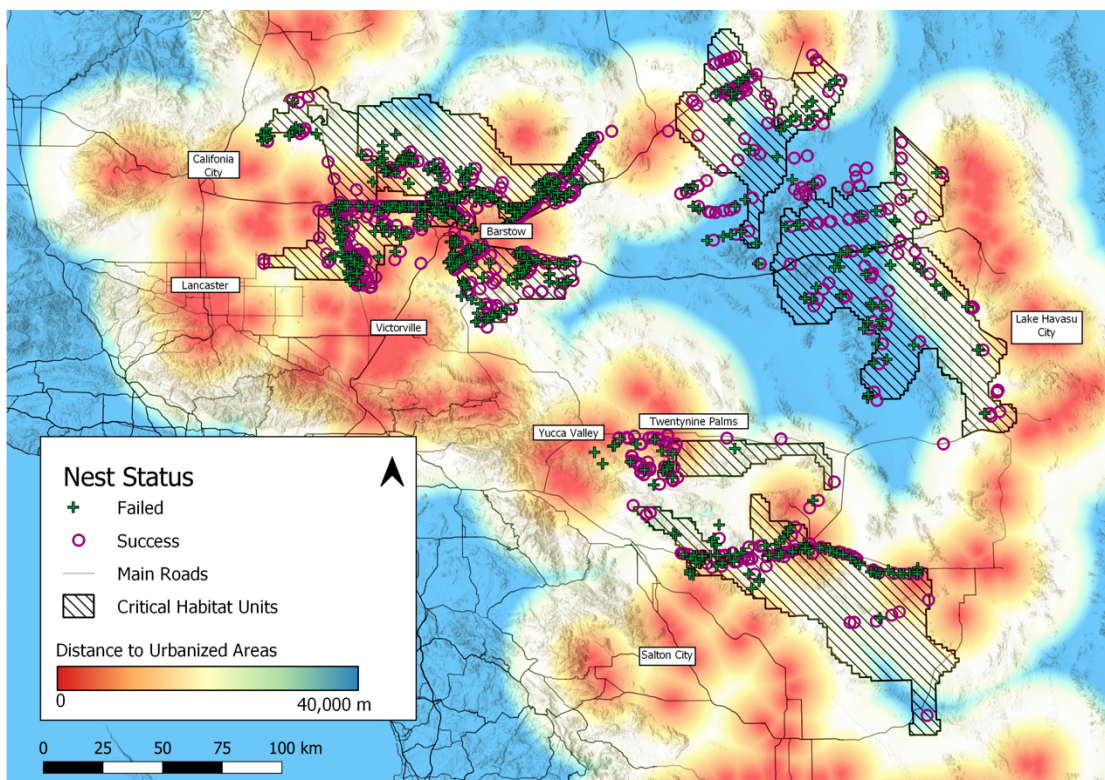 Califonia
City
Barstow
Lancaster
Victorville
Lake Havasu
City
Twentynine Palms
Yucca Valley
Salton City
Nest Status
Failed
Success
Main Roads
Critical Habitat Units
Distance to Urbanized Areas
0
40,000 m
0 25 50 75 100 km